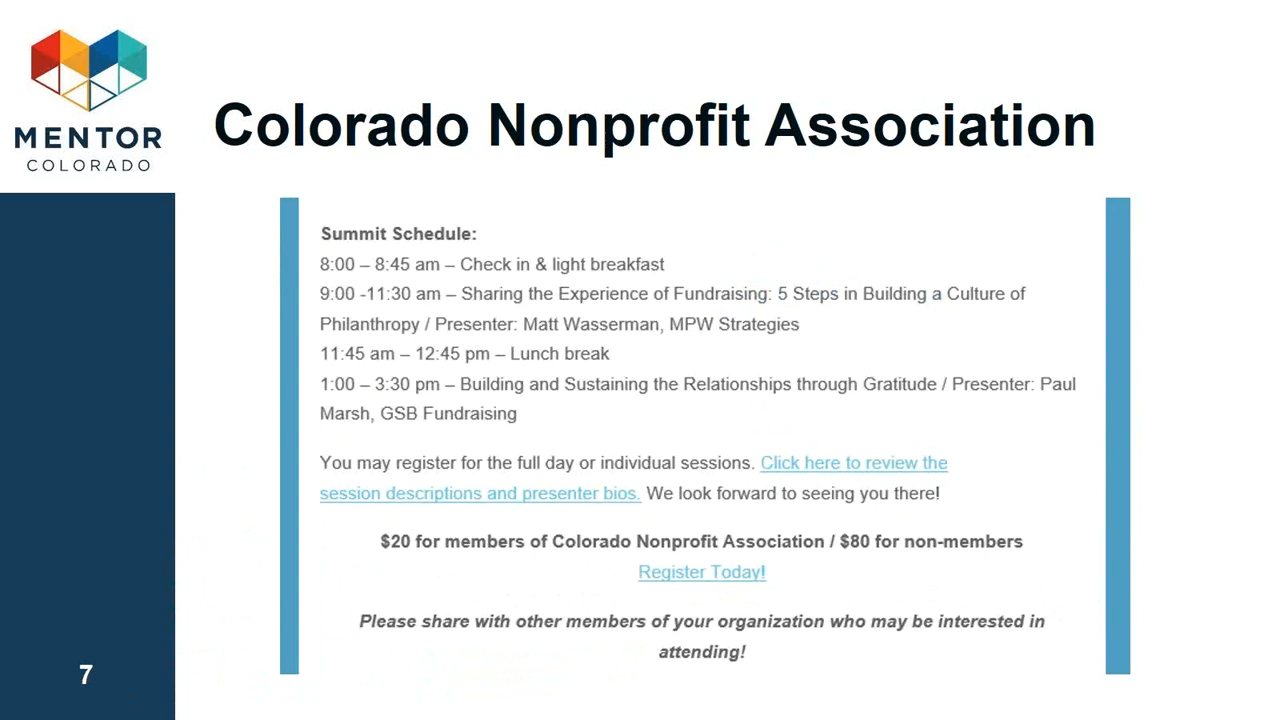 MENTOR
COLORADO
Colorado Nonprofit Association
Summit Schedule:
8:00 – 8:45 am – Check in & light breakfast
9:00 -11:30 am – Sharing the Experience of Fundraising: 5 Steps in Building a Culture of
Philanthropy / Presenter: Matt Wasserman, MPW Strategies
11:45 am – 12:45 pm – Lunch break
1:00 – 3:30 pm – Building and Sustaining the Relationships through Gratitude / Presenter: Paul
Marsh, GSB Fundraising
You may register for the full day or individual sessions. Click here to review the
session descriptions and presenter bios. We look forward to seeing you there!
$20 for members of Colorado Nonprofit Association / $80 for non-members
Register Today!
Please share with other members of your organization who may be interested in
attending!
7